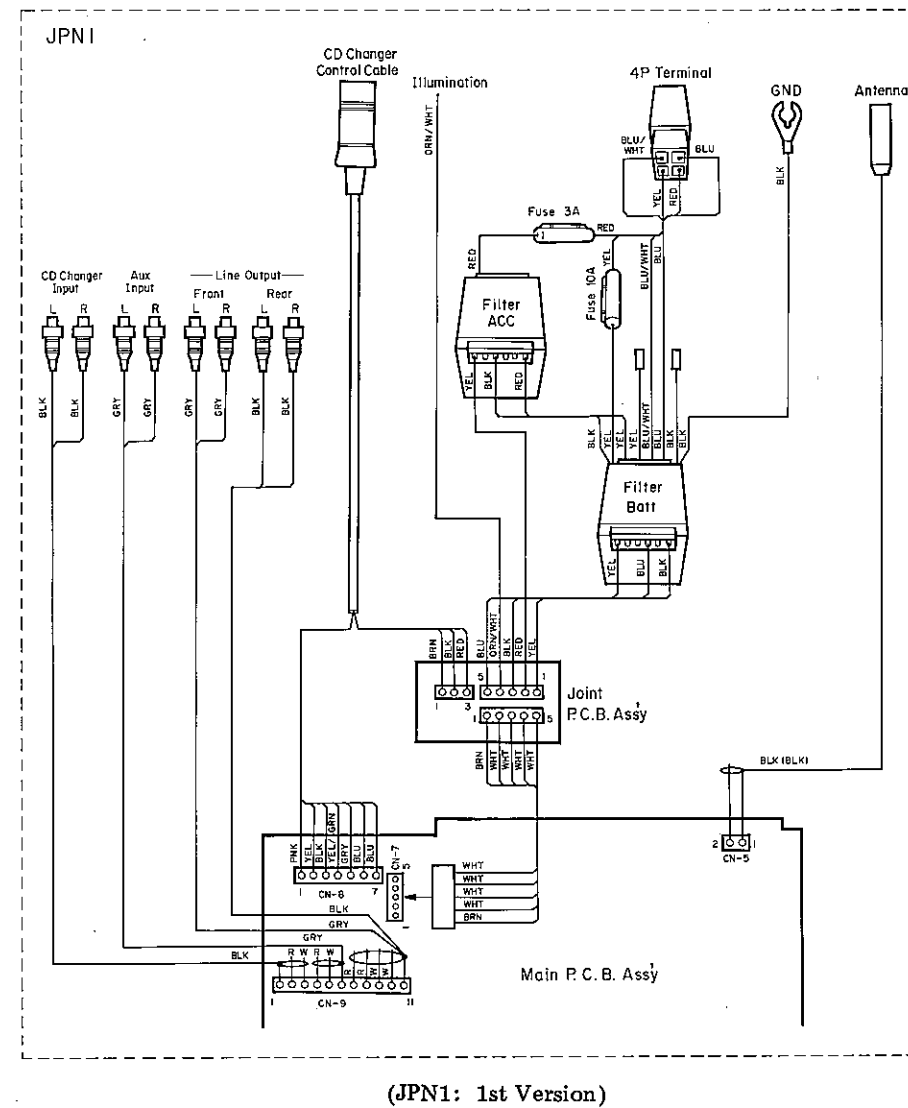 JPN1
CD Changer
Control Cable
Illumination
4P Terminal
GND
Antenna
ORN/WHT
BLU/
WHT
BLU
YEL
RED
BLK
Fuse 3A
RED
RED
YEL
BLU/WHT
BLU
Fuse 10A
CD Changer
Input
L R
Aux
Input
L R
Line Output
Front
L R
Rear
L R
Filter
ACC
YEL
BLK
RED
BLK
BLK
GRY
GRY
GRY
GRY
BLK
BLK
BLK
YEL
YEL
YEL
BLU/WHT
BLU
BLK
BLK
Filter
Batt
YEL
BLU
BLK
BRN
BLK
RED
BLU
ORN/WHT
BLK
RED
YEL
5 1
1 3
1 5
Joint
P.C.B. Ass'y
BRN
WHT
WHT
WHT
WHT
BLK (BLK)
2 1
CN-5
PNK
YEL
BLK
YEL/GRN
GRY
BLU
BLU
CN-7
5
1
1 7
CN-8
WHT
WHT
WHT
WHT
BRN
BLK
GRY
GRY
BLK
R W R W R R W W
1 11
CN-9
Main P.C.B. Ass'y
(JPN1: 1st Version)